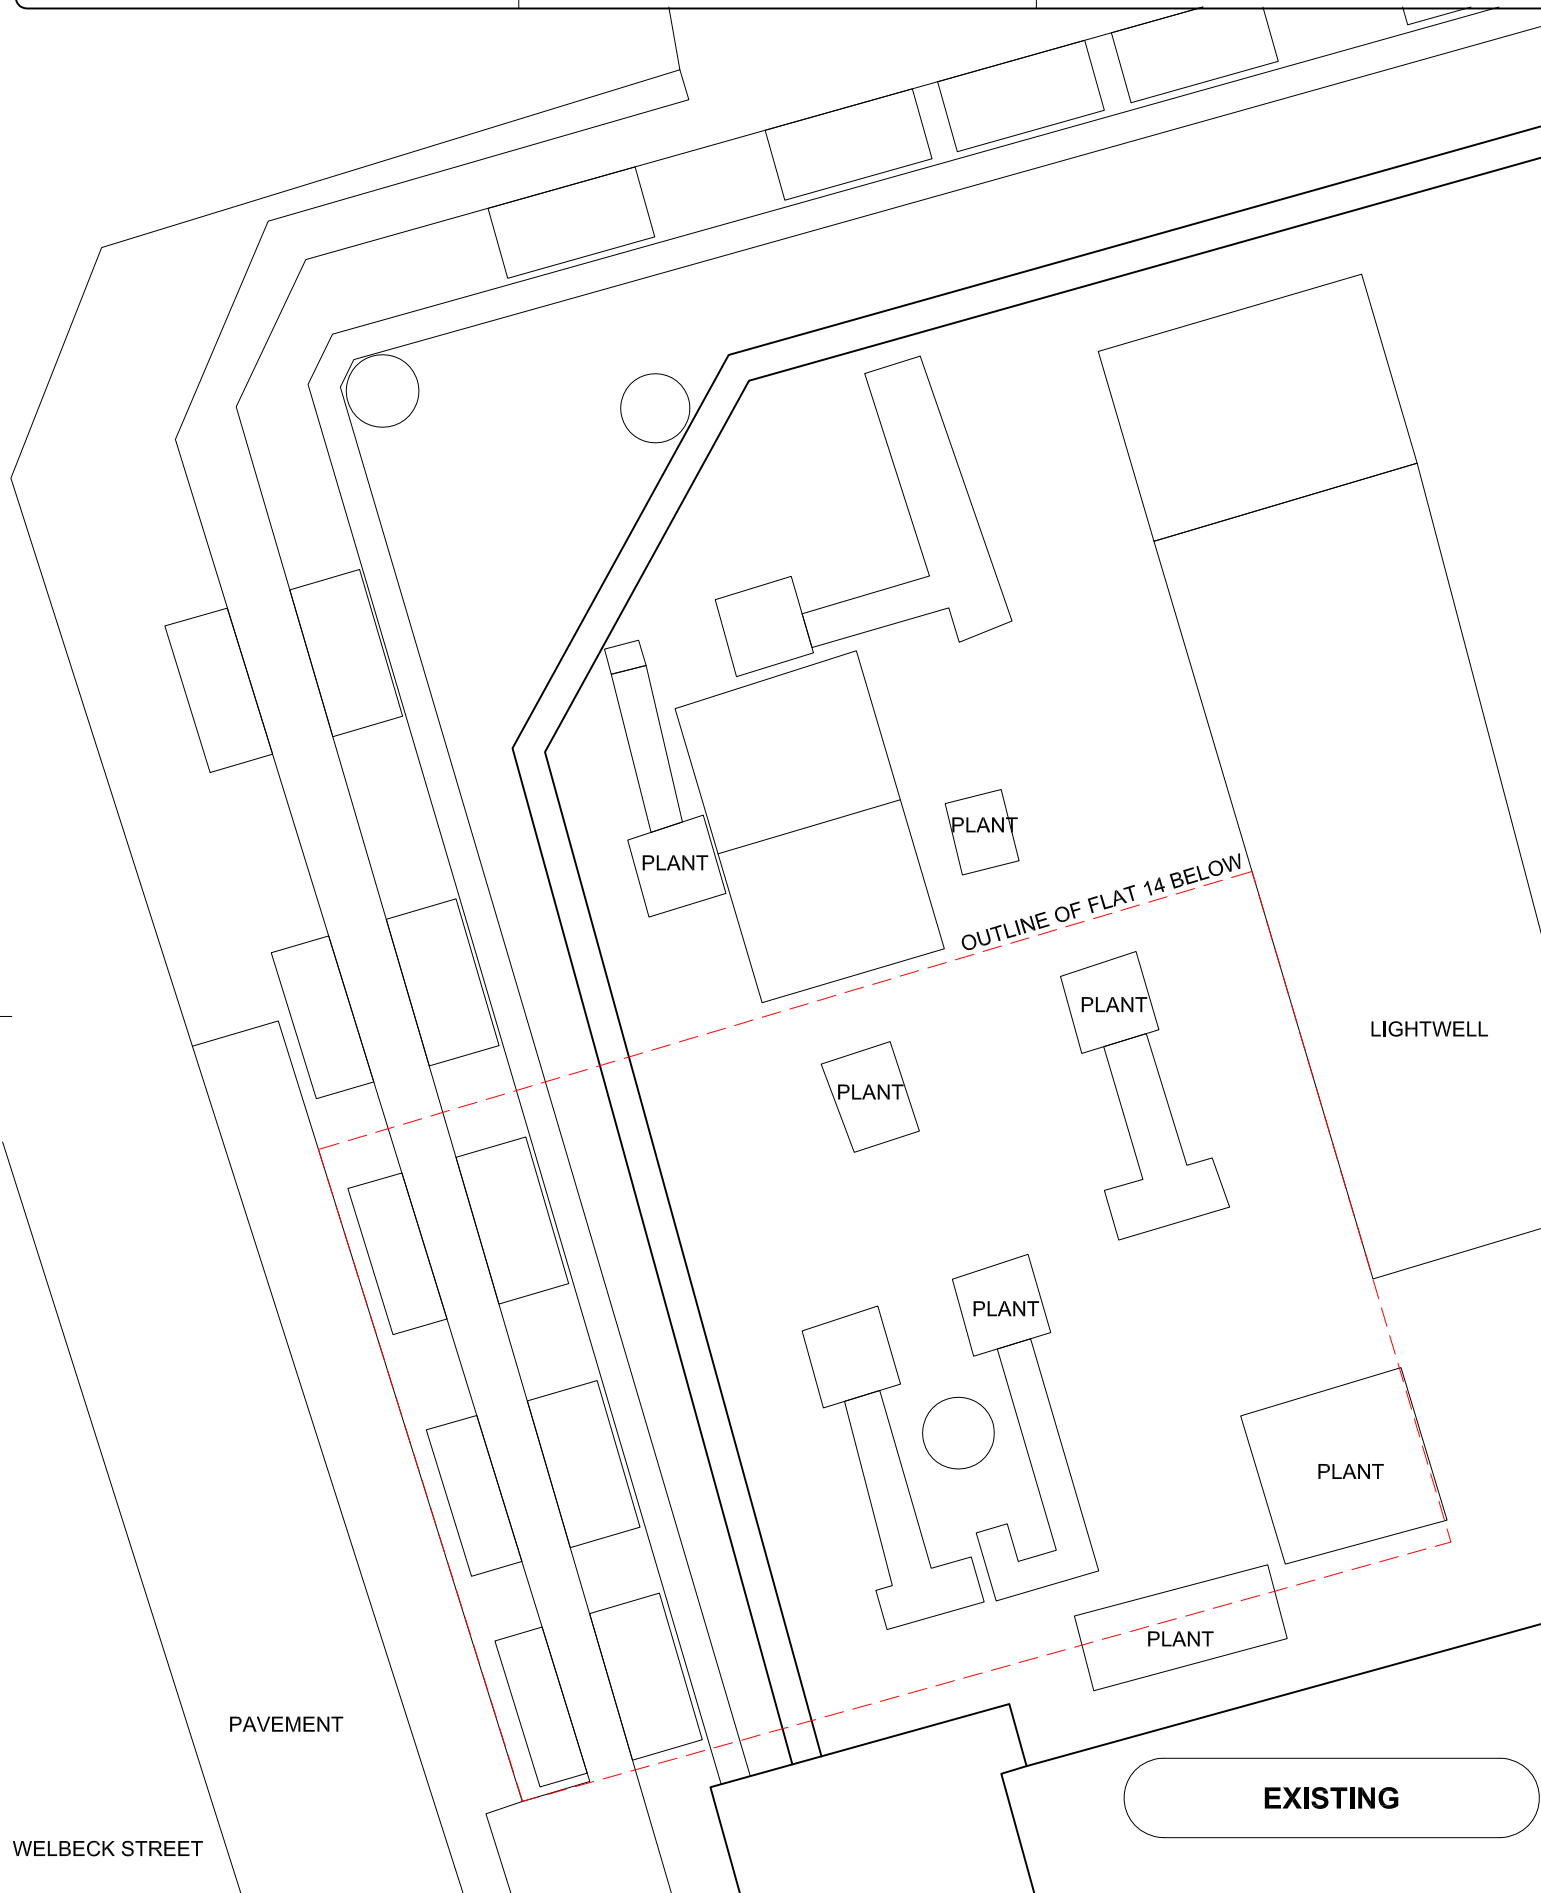 PLANT
PLANT
OUTLINE OF FLAT 14 BELOW
PLANT
LIGHTWELL
PLANT
PLANT
PLANT
PLANT
PAVEMENT
EXISTING
WELBECK STREET